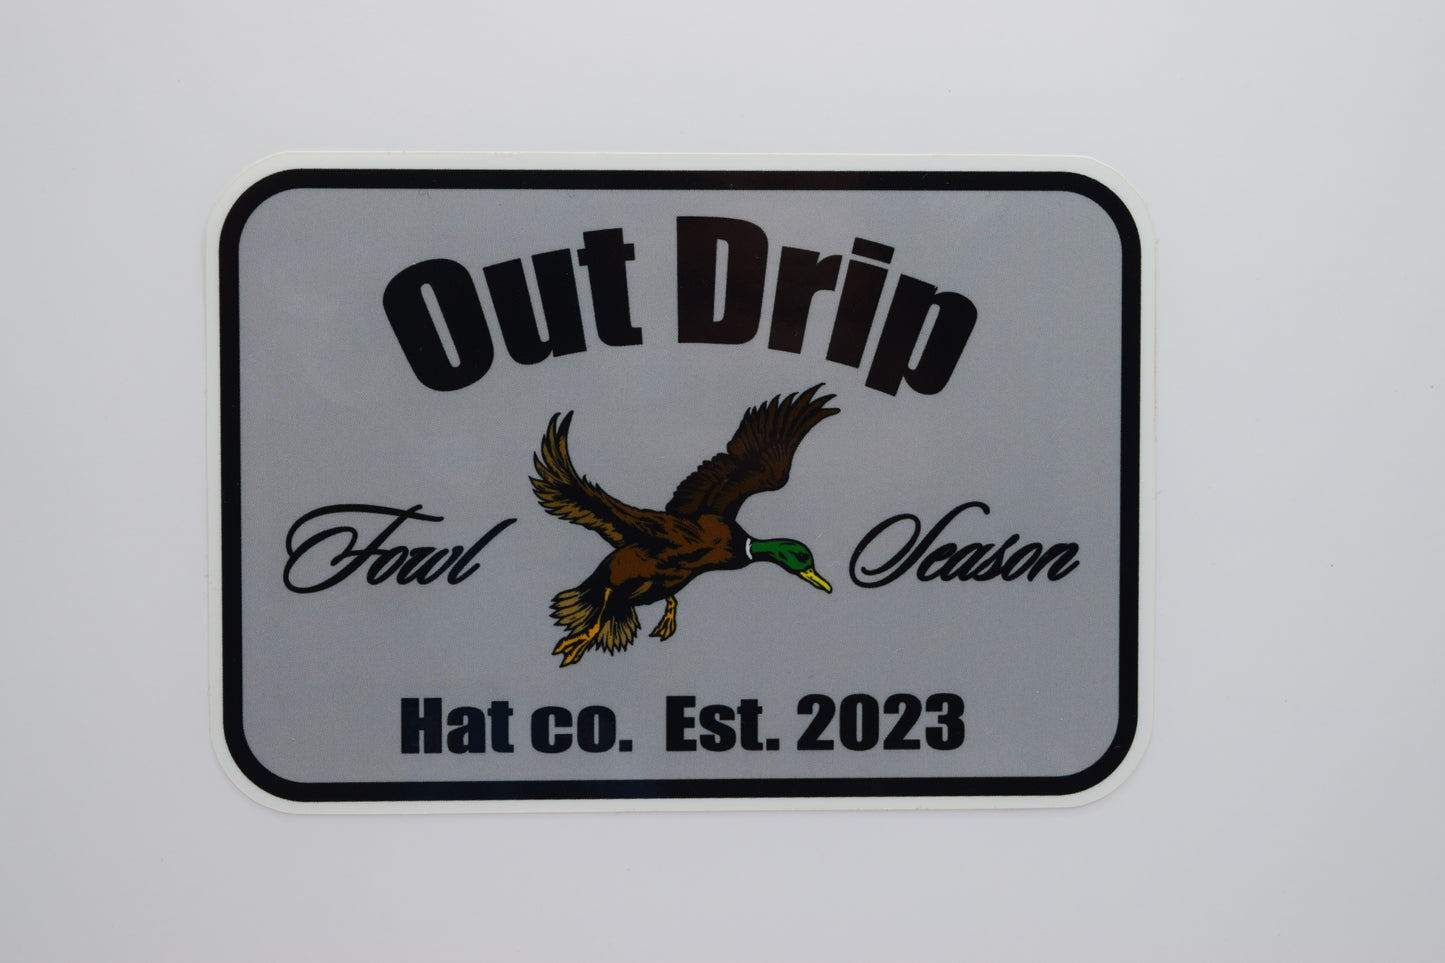 Out Drip
Fowl Season
Hat co. Est. 2023